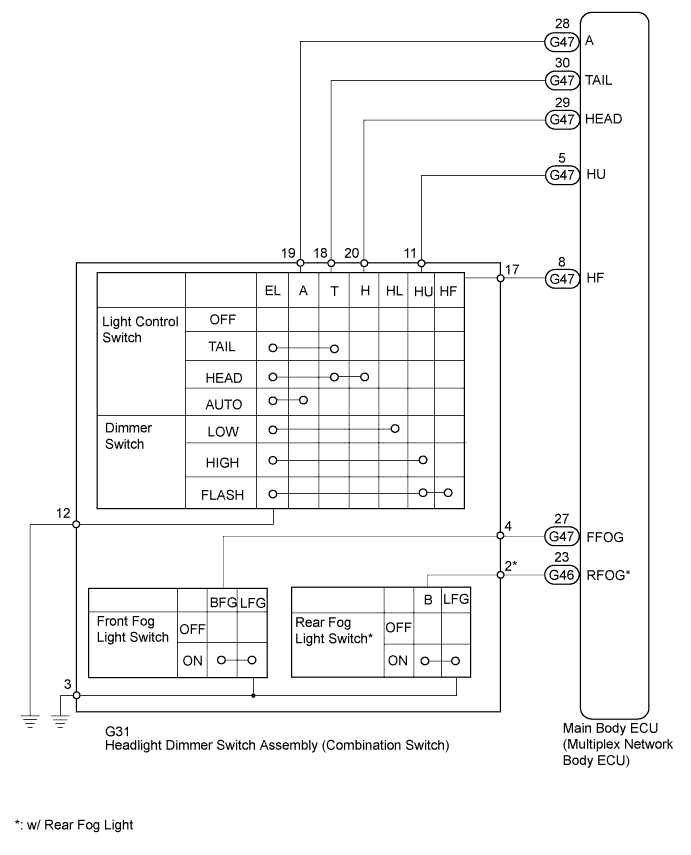 28
G47 A
30
G47 TAIL
29
G47 HEAD
5
G47 HU
19 18 20 11
17
8
G47 HF
EL A T H HL HU HF
Light Control
Switch
OFF
TAIL
HEAD
AUTO
Dimmer
Switch
LOW
HIGH
FLASH
12
4
27
G47 FFOG
2*
23
G46 RFOG*
BFG LFG
Front Fog
Light Switch
OFF
ON
B LFG
Rear Fog
Light Switch*
OFF
ON
3
G31
Headlight Dimmer Switch Assembly (Combination Switch)
Main Body ECU
(Multiplex Network
Body ECU)
*: w/ Rear Fog Light